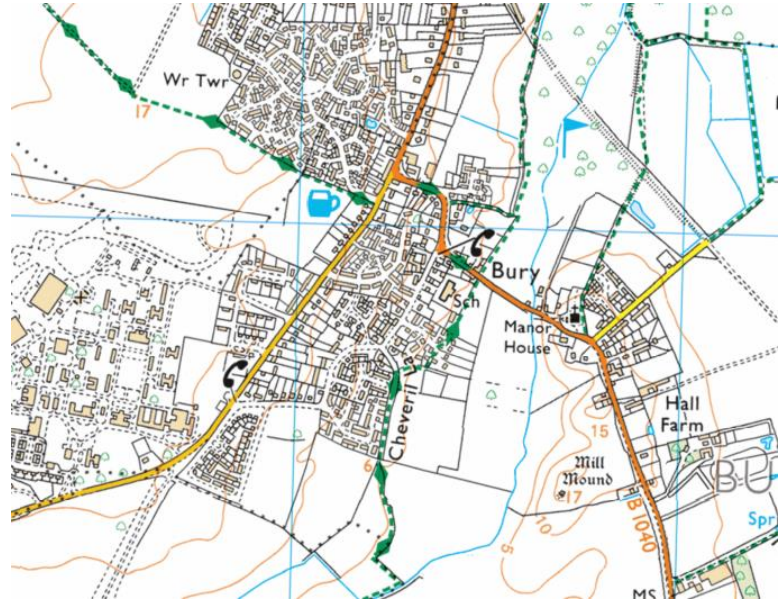 Wr Twr
17
Bury
Sch
Manor
House
Cheveril La
Hall
Farm
15
6
Mill
Mound
17
10
5
B 1040
BU
Spr
MS